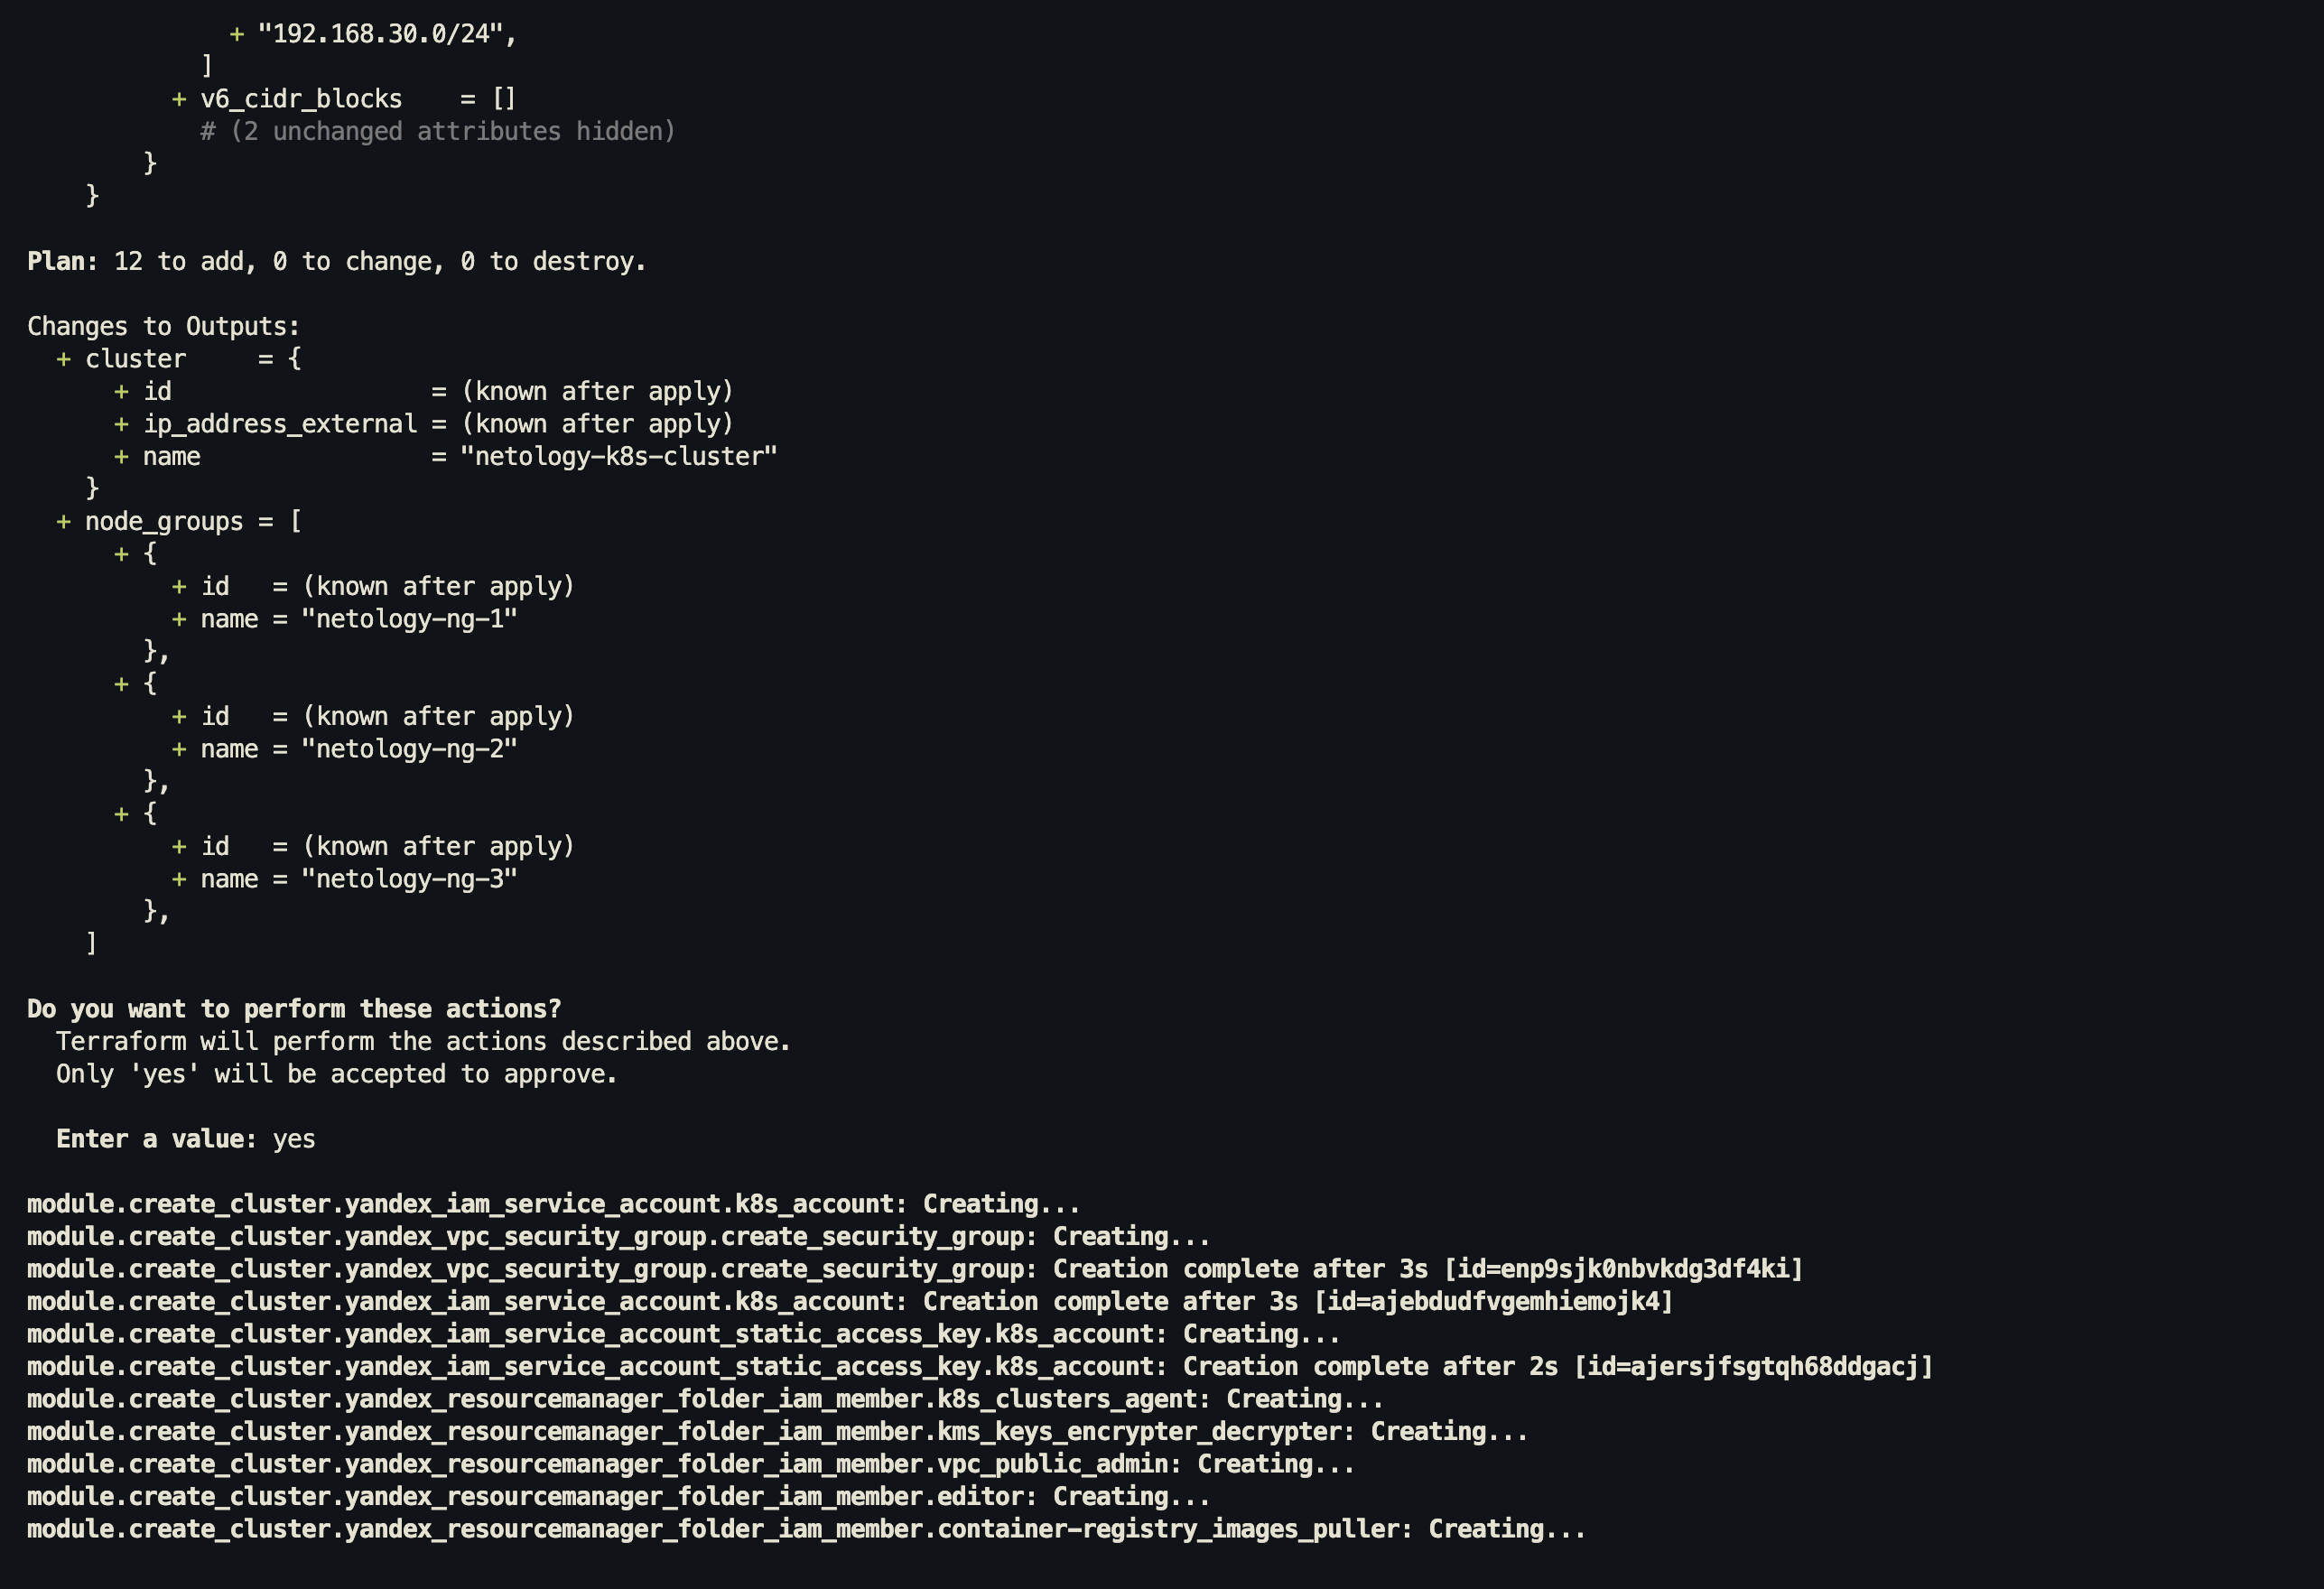 + "192.168.30.0/24",
]
+ v6_cidr_blocks    = []
# (2 unchanged attributes hidden)
}
}
Plan: 12 to add, 0 to change, 0 to destroy.
Changes to Outputs:
+ cluster     = {
+ id                  = (known after apply)
+ ip_address_external = (known after apply)
+ name                = "netology-k8s-cluster"
}
+ node_groups = [
+ {
+ id   = (known after apply)
+ name = "netology-ng-1"
},
+ {
+ id   = (known after apply)
+ name = "netology-ng-2"
},
+ {
+ id   = (known after apply)
+ name = "netology-ng-3"
},
]
Do you want to perform these actions?
Terraform will perform the actions described above.
Only 'yes' will be accepted to approve.
Enter a value: yes
module.create_cluster.yandex_iam_service_account.k8s_account: Creating...
module.create_cluster.yandex_vpc_security_group.create_security_group: Creating...
module.create_cluster.yandex_vpc_security_group.create_security_group: Creation complete after 3s [id=enp9sjk0nbvkdg3df4ki]
module.create_cluster.yandex_iam_service_account.k8s_account: Creation complete after 3s [id=ajebdudfvgemhiemojk4]
module.create_cluster.yandex_iam_service_account_static_access_key.k8s_account: Creating...
module.create_cluster.yandex_iam_service_account_static_access_key.k8s_account: Creation complete after 2s [id=ajersjfsgtqh68ddgacj]
module.create_cluster.yandex_resourcemanager_folder_iam_member.k8s_clusters_agent: Creating...
module.create_cluster.yandex_resourcemanager_folder_iam_member.kms_keys_encrypter_decrypter: Creating...
module.create_cluster.yandex_resourcemanager_folder_iam_member.vpc_public_admin: Creating...
module.create_cluster.yandex_resourcemanager_folder_iam_member.editor: Creating...
module.create_cluster.yandex_resourcemanager_folder_iam_member.container-registry_images_puller: Creating...